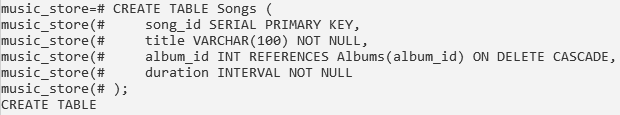 music_store=# CREATE TABLE Songs (
music_store(#     song_id SERIAL PRIMARY KEY,
music_store(#     title VARCHAR(100) NOT NULL,
music_store(#     album_id INT REFERENCES Albums(album_id) ON DELETE CASCADE,
music_store(#     duration INTERVAL NOT NULL
music_store(# );
CREATE TABLE